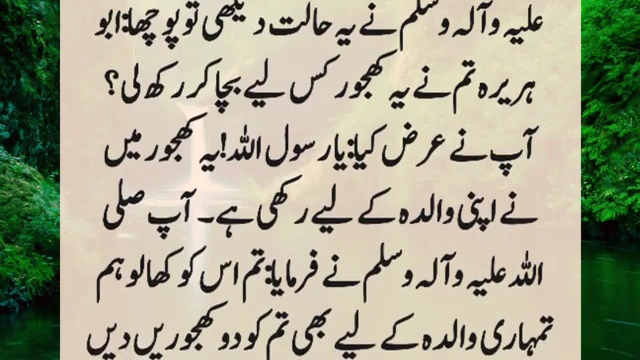 علیہ وآلہ وسلم نے یہ حالت دیکھی تو پوچھا:ابو
ہریرہ تم نے یہ کھجور کس لیے بچا کر رکھ لی؟
آپ نے عرض کیا:یارسول اللہ!یہ کھجور میں
نے اپنی والدہ کے لیے رکھی ہے۔ آپ صلی
اللہ علیہ وآلہ وسلم نے فرمایا:تم اس کو کھالو ہم
تمہاری والدہ کے لیے بھی تم کو دو کھجوریں دیں